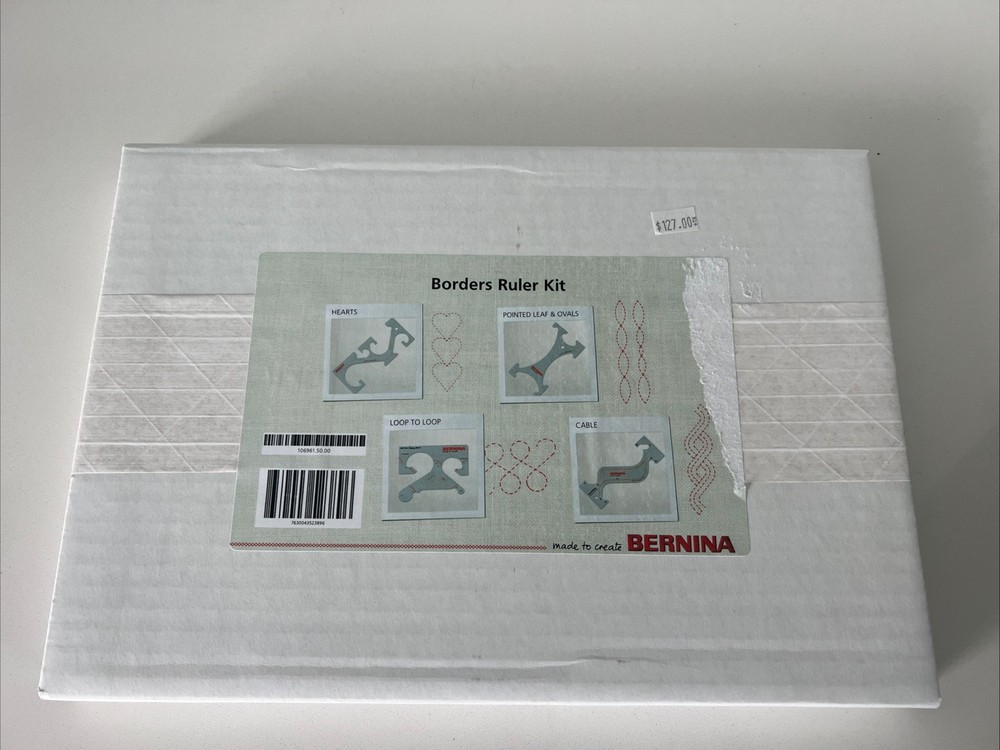 $127.00
Borders Ruler Kit
HEARTS
POINTED LEAF & OVALS
LOOP TO LOOP
CABLE
106961.50.00
7630043523896
made to create BERNINA